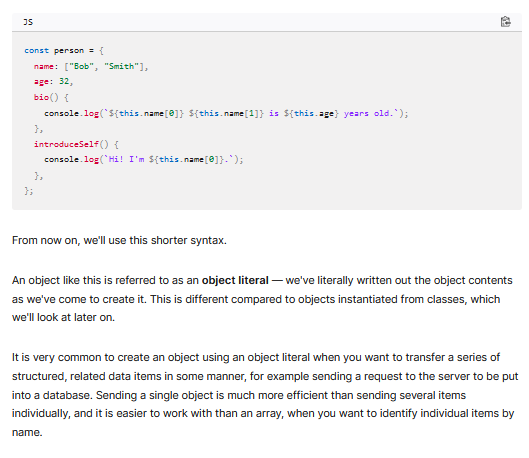 JS
const person = {
  name: ["Bob", "Smith"],
  age: 32,
  bio() {
    console.log(`${this.name[0]} ${this.name[1]} is ${this.age} years old.`);
  },
  introduceSelf() {
    console.log(`Hi! I'm ${this.name[0]}.`);
  },
};
From now on, we'll use this shorter syntax.
An object like this is referred to as an object literal — we've literally written out the object contents
as we've come to create it. This is different compared to objects instantiated from classes, which
we'll look at later on.
It is very common to create an object using an object literal when you want to transfer a series of
structured, related data items in some manner, for example sending a request to the server to be put
into a database. Sending a single object is much more efficient than sending several items
individually, and it is easier to work with than an array, when you want to identify individual items by
name.